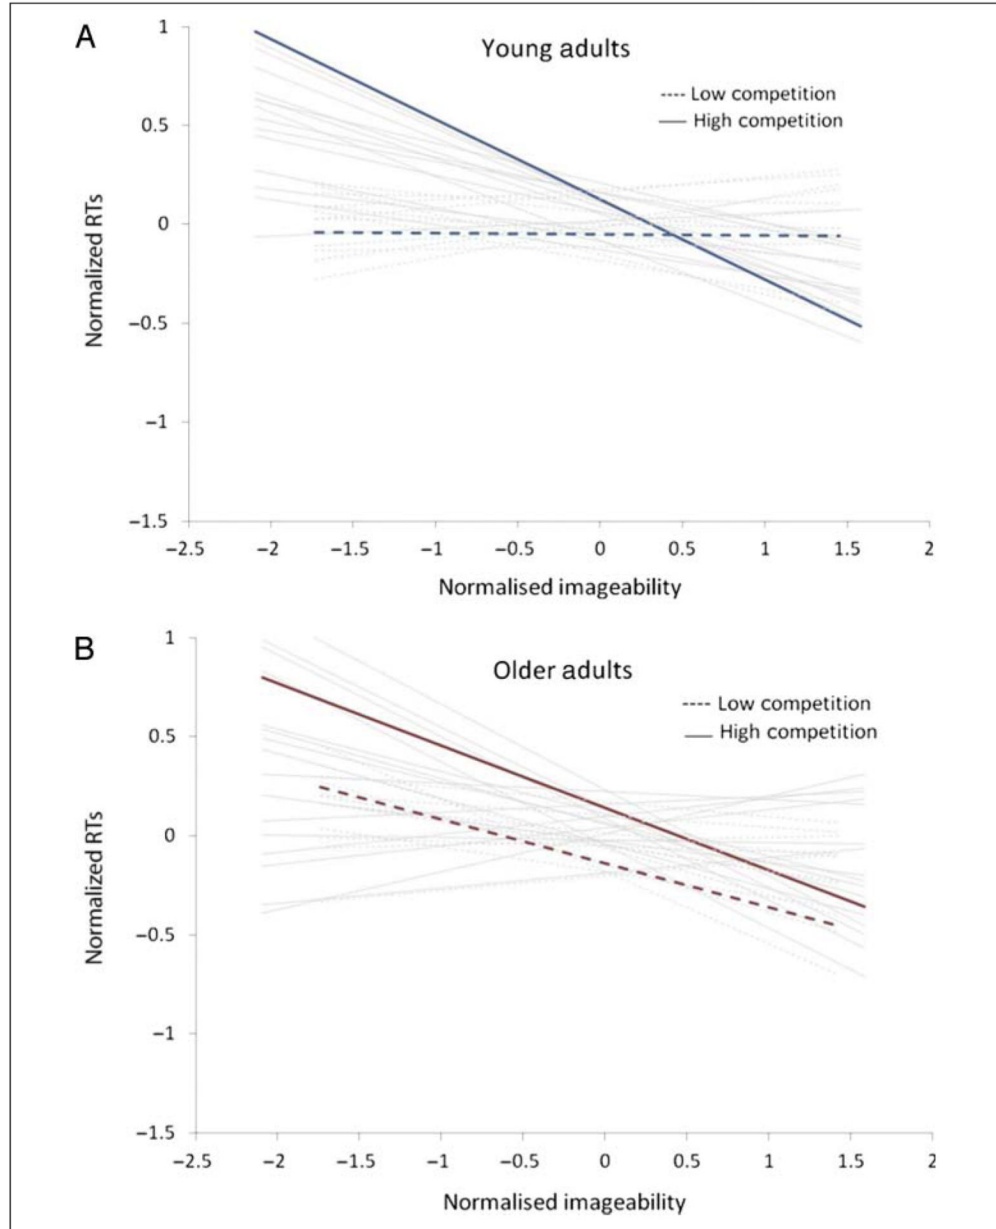 A
Young adults
Low competition
High competition
Normalized RTs
1
0.5
0
−0.5
−1
−1.5
−2.5 −2 −1.5 −1 −0.5 0 0.5 1 1.5 2
Normalised imageability
B
Older adults
Low competition
High competition
Normalized RTs
1
0.5
0
−0.5
−1
−1.5
−2.5 −2 −1.5 −1 −0.5 0 0.5 1 1.5 2
Normalised imageability